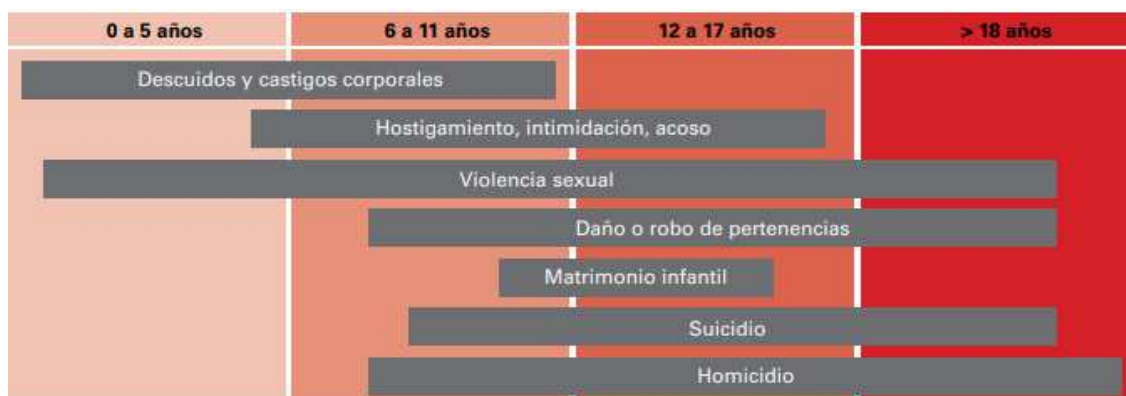 0 a 5 años
6 a 11 años
12 a 17 años
> 18 años
Descuidos y castigos corporales
Hostigamiento, intimidación, acoso
Violencia sexual
Daño o robo de pertenencias
Matrimonio infantil
Suicidio
Homicidio